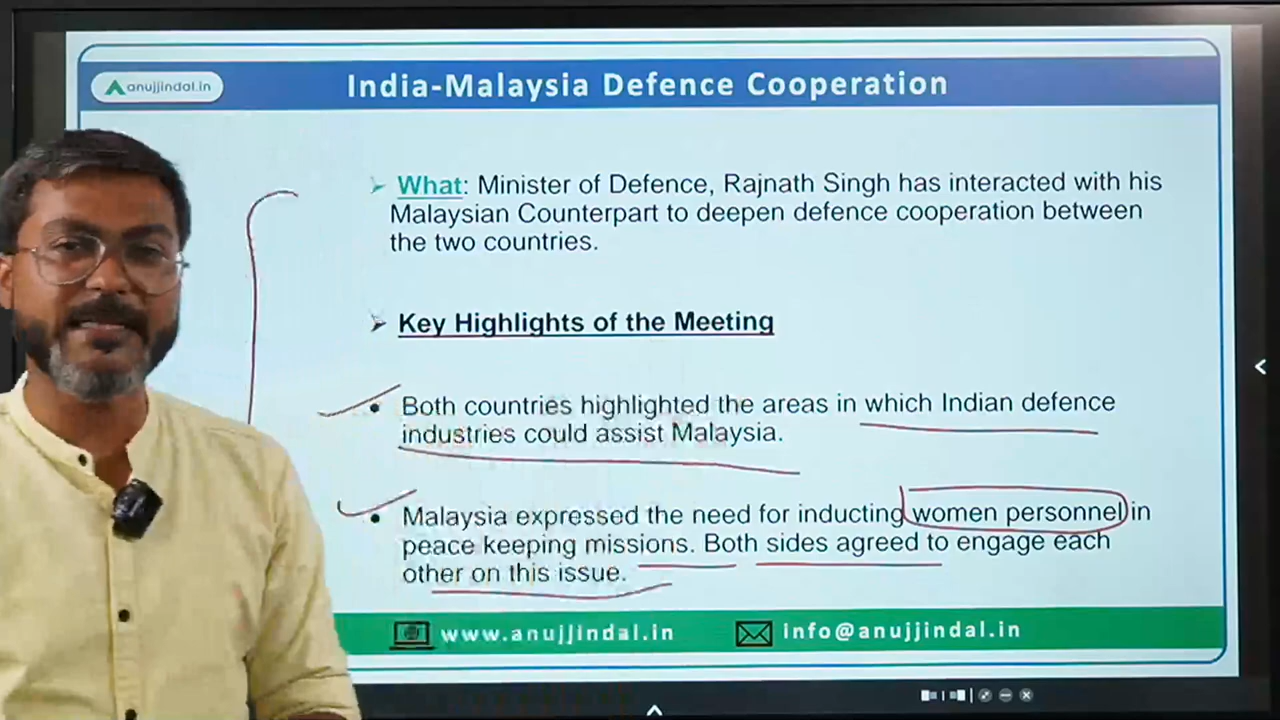 anujjindal.in
India-Malaysia Defence Cooperation
What: Minister of Defence, Rajnath Singh has interacted with his
Malaysian Counterpart to deepen defence cooperation between
the two countries.
Key Highlights of the Meeting
Both countries highlighted the areas in which Indian defence
industries could assist Malaysia.
Malaysia expressed the need for inducting women personnel in
peace keeping missions. Both sides agreed to engage each
other on this issue.
www.anujjindal.in
info@anujjindal.in